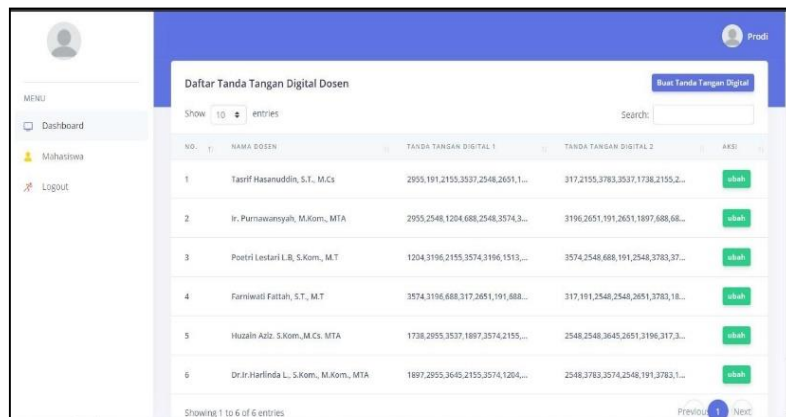 Prodi
MENU
Dashboard
Mahasiswa
Logout
Daftar Tanda Tangan Digital Dosen
Buat Tanda Tangan Digital
Show 10 entries
Search:
NO. NAMA DOSEN TANDA TANGAN DIGITAL 1 TANDA TANGAN DIGITAL 2 AKSI
1 Tasrif Hasanuddin, S.T., M.Cs 2955,191,2155,3537,2548,2651,1... 317,2155,3783,3537,1738,2155,2... ubah
2 Ir. Purnawansyah, M.Kom., MTA 2955,2548,1204,688,2548,3574,3... 3196,2651,191,2651,1897,688,68... ubah
3 Poetri Lestari L.B, S.Kom., M.T 1204,3196,2155,3574,3196,1513,... 3574,2548,688,191,2548,3783,37... ubah
4 Farniwati Fattah, S.T., M.T 3574,3196,688,317,2651,191,688... 317,191,2548,2548,2651,3783,18... ubah
5 Huzain Aziz. S.Kom.,M.Cs. MTA 1738,2955,3537,1897,3574,2155,... 2548,2548,3645,2651,3196,317,3... ubah
6 Dr.Ir.Harlinda L., S.Kom., M.Kom., MTA 1897,2955,3645,2155,3574,1204,... 2548,3783,3574,2548,191,3783,1... ubah
Showing 1 to 6 of 6 entries
Previous 1 Next